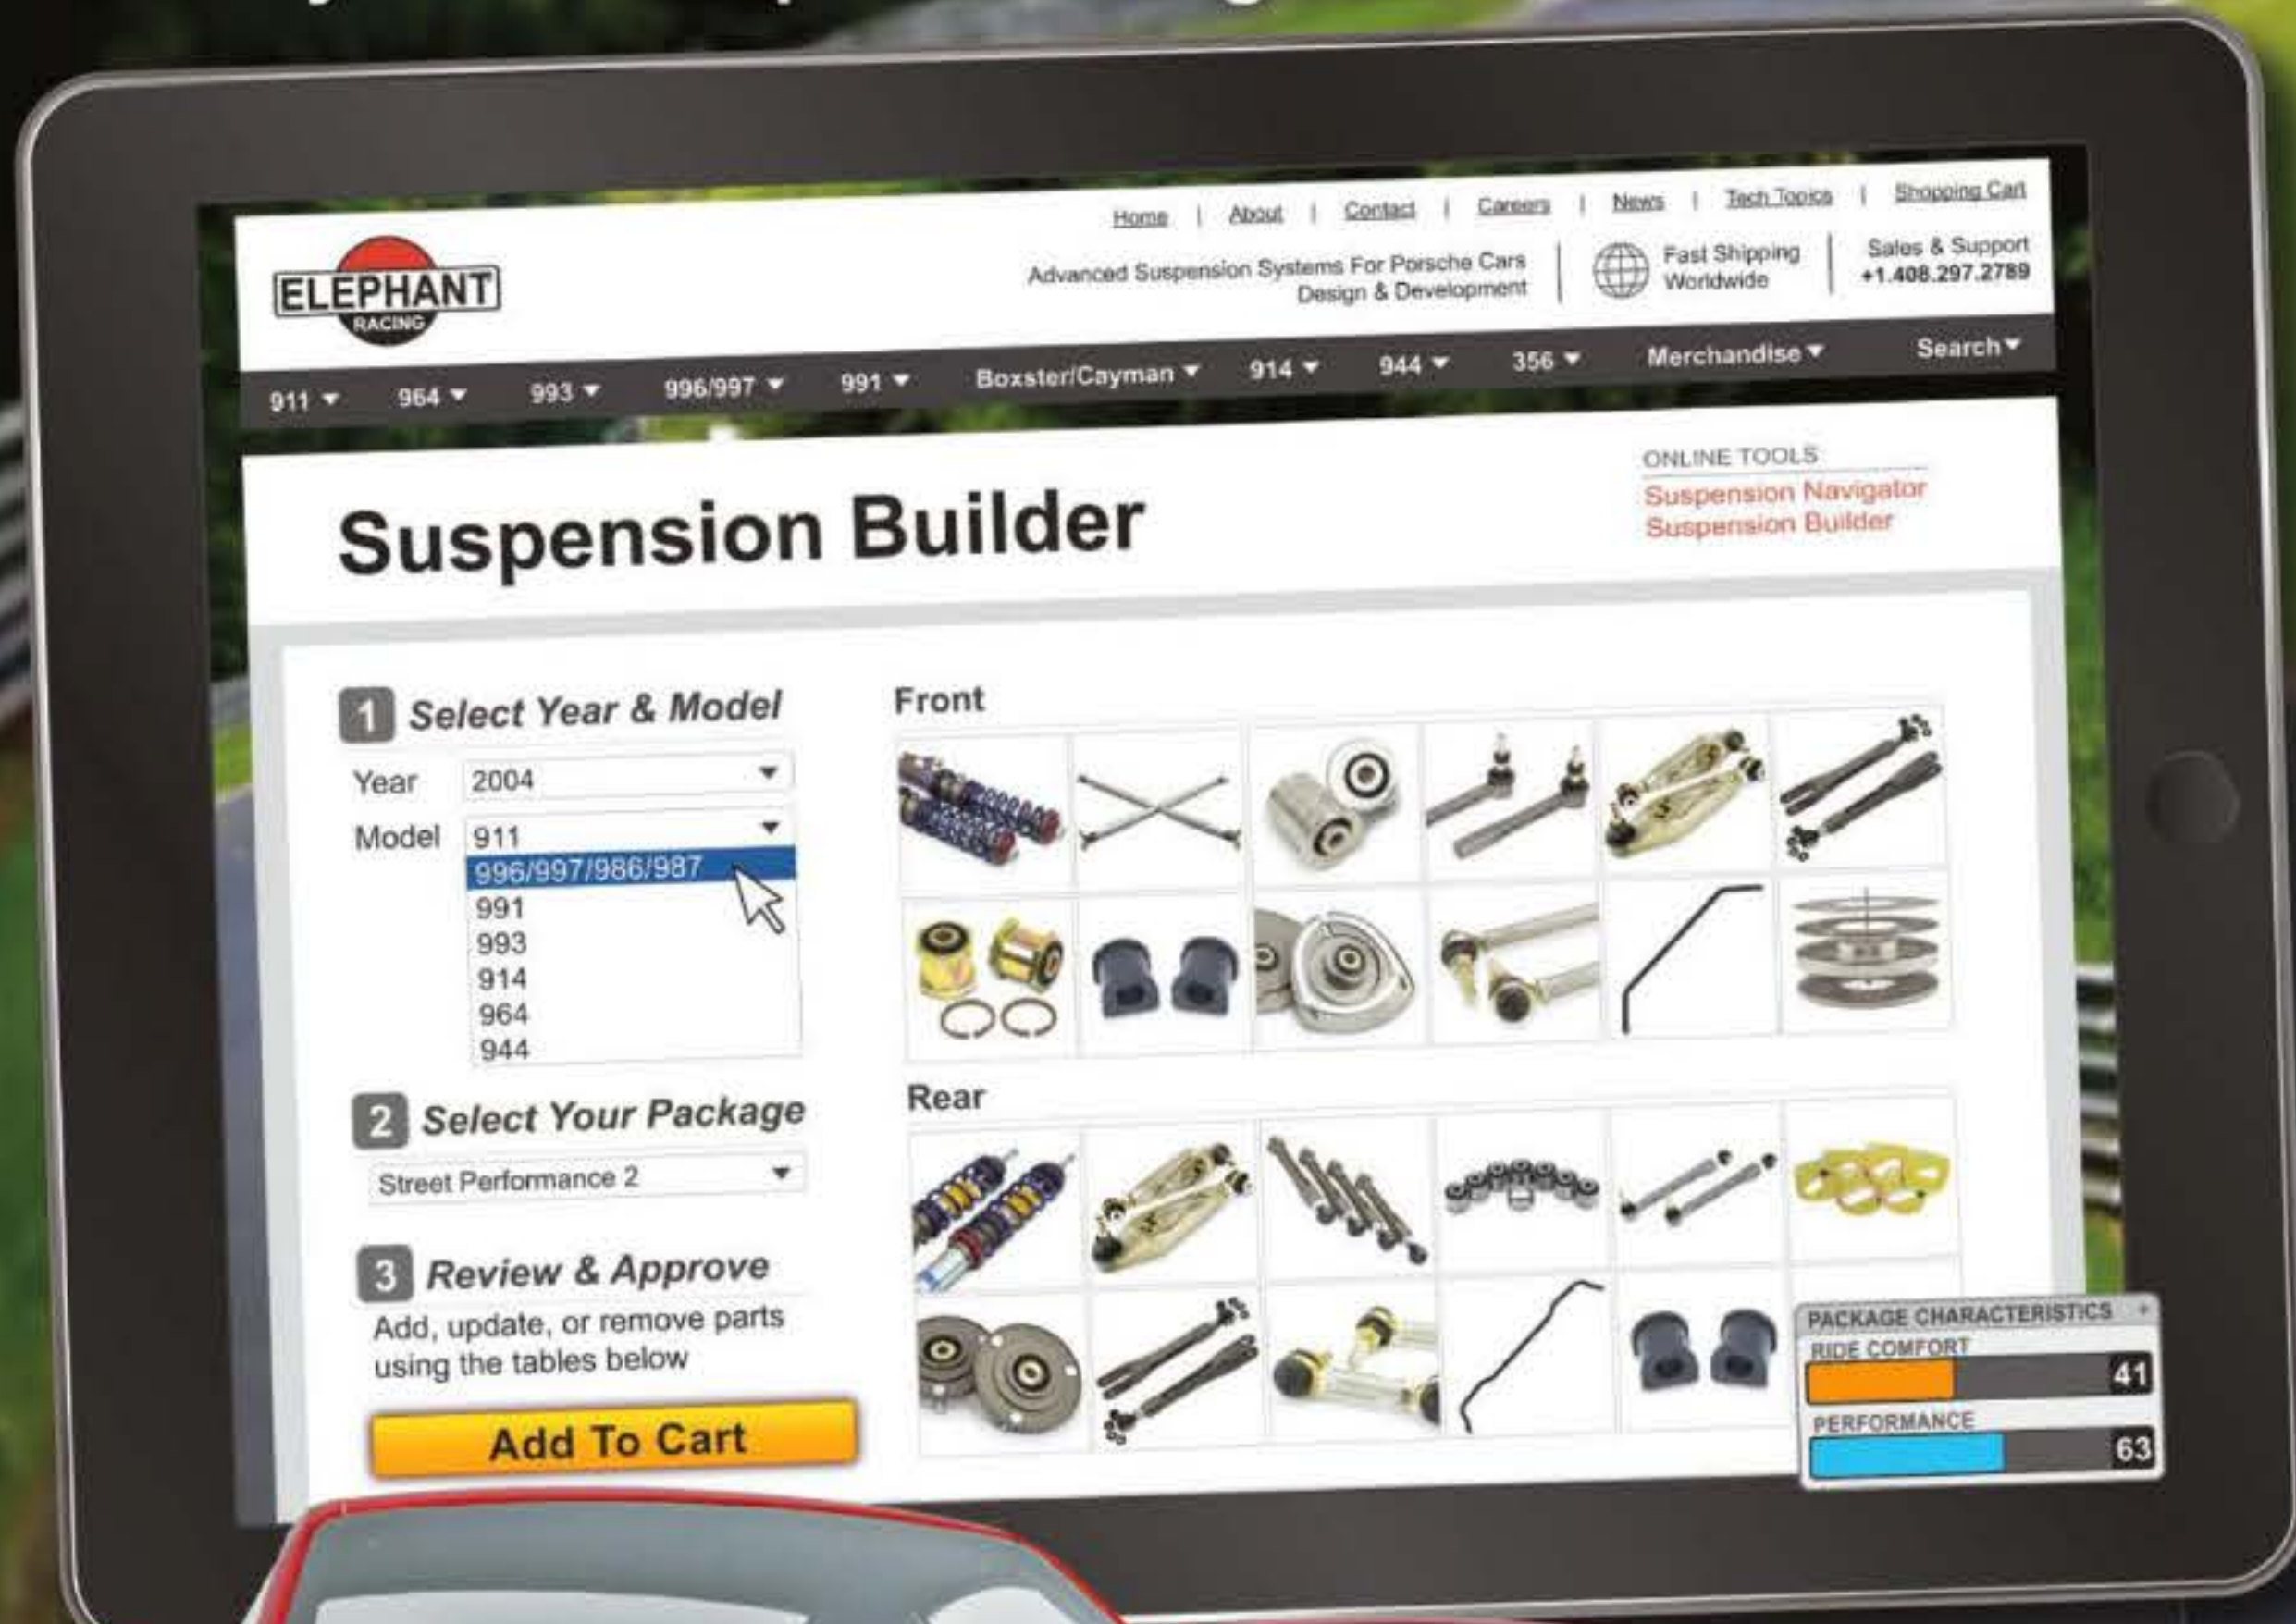 Home | About | Contact | Careers | News | Tech Topics | Shopping Cart
ELEPHANT
RACING
Advanced Suspension Systems For Porsche Cars
Design & Development
Fast Shipping
Worldwide
Sales & Support
+1.408.297.2789
911 964 993 996/997 991 Boxster/Cayman 914 944 356 Merchandise Search
Suspension Builder
ONLINE TOOLS
Suspension Navigator
Suspension Builder
1 Select Year & Model
Year 2004
Model 911
996/997/986/987
991
993
914
964
944
2 Select Your Package
Street Performance 2
3 Review & Approve
Add, update, or remove parts
using the tables below
Add To Cart
Front
Rear
PACKAGE CHARACTERISTICS +
RIDE COMFORT
41
PERFORMANCE
63